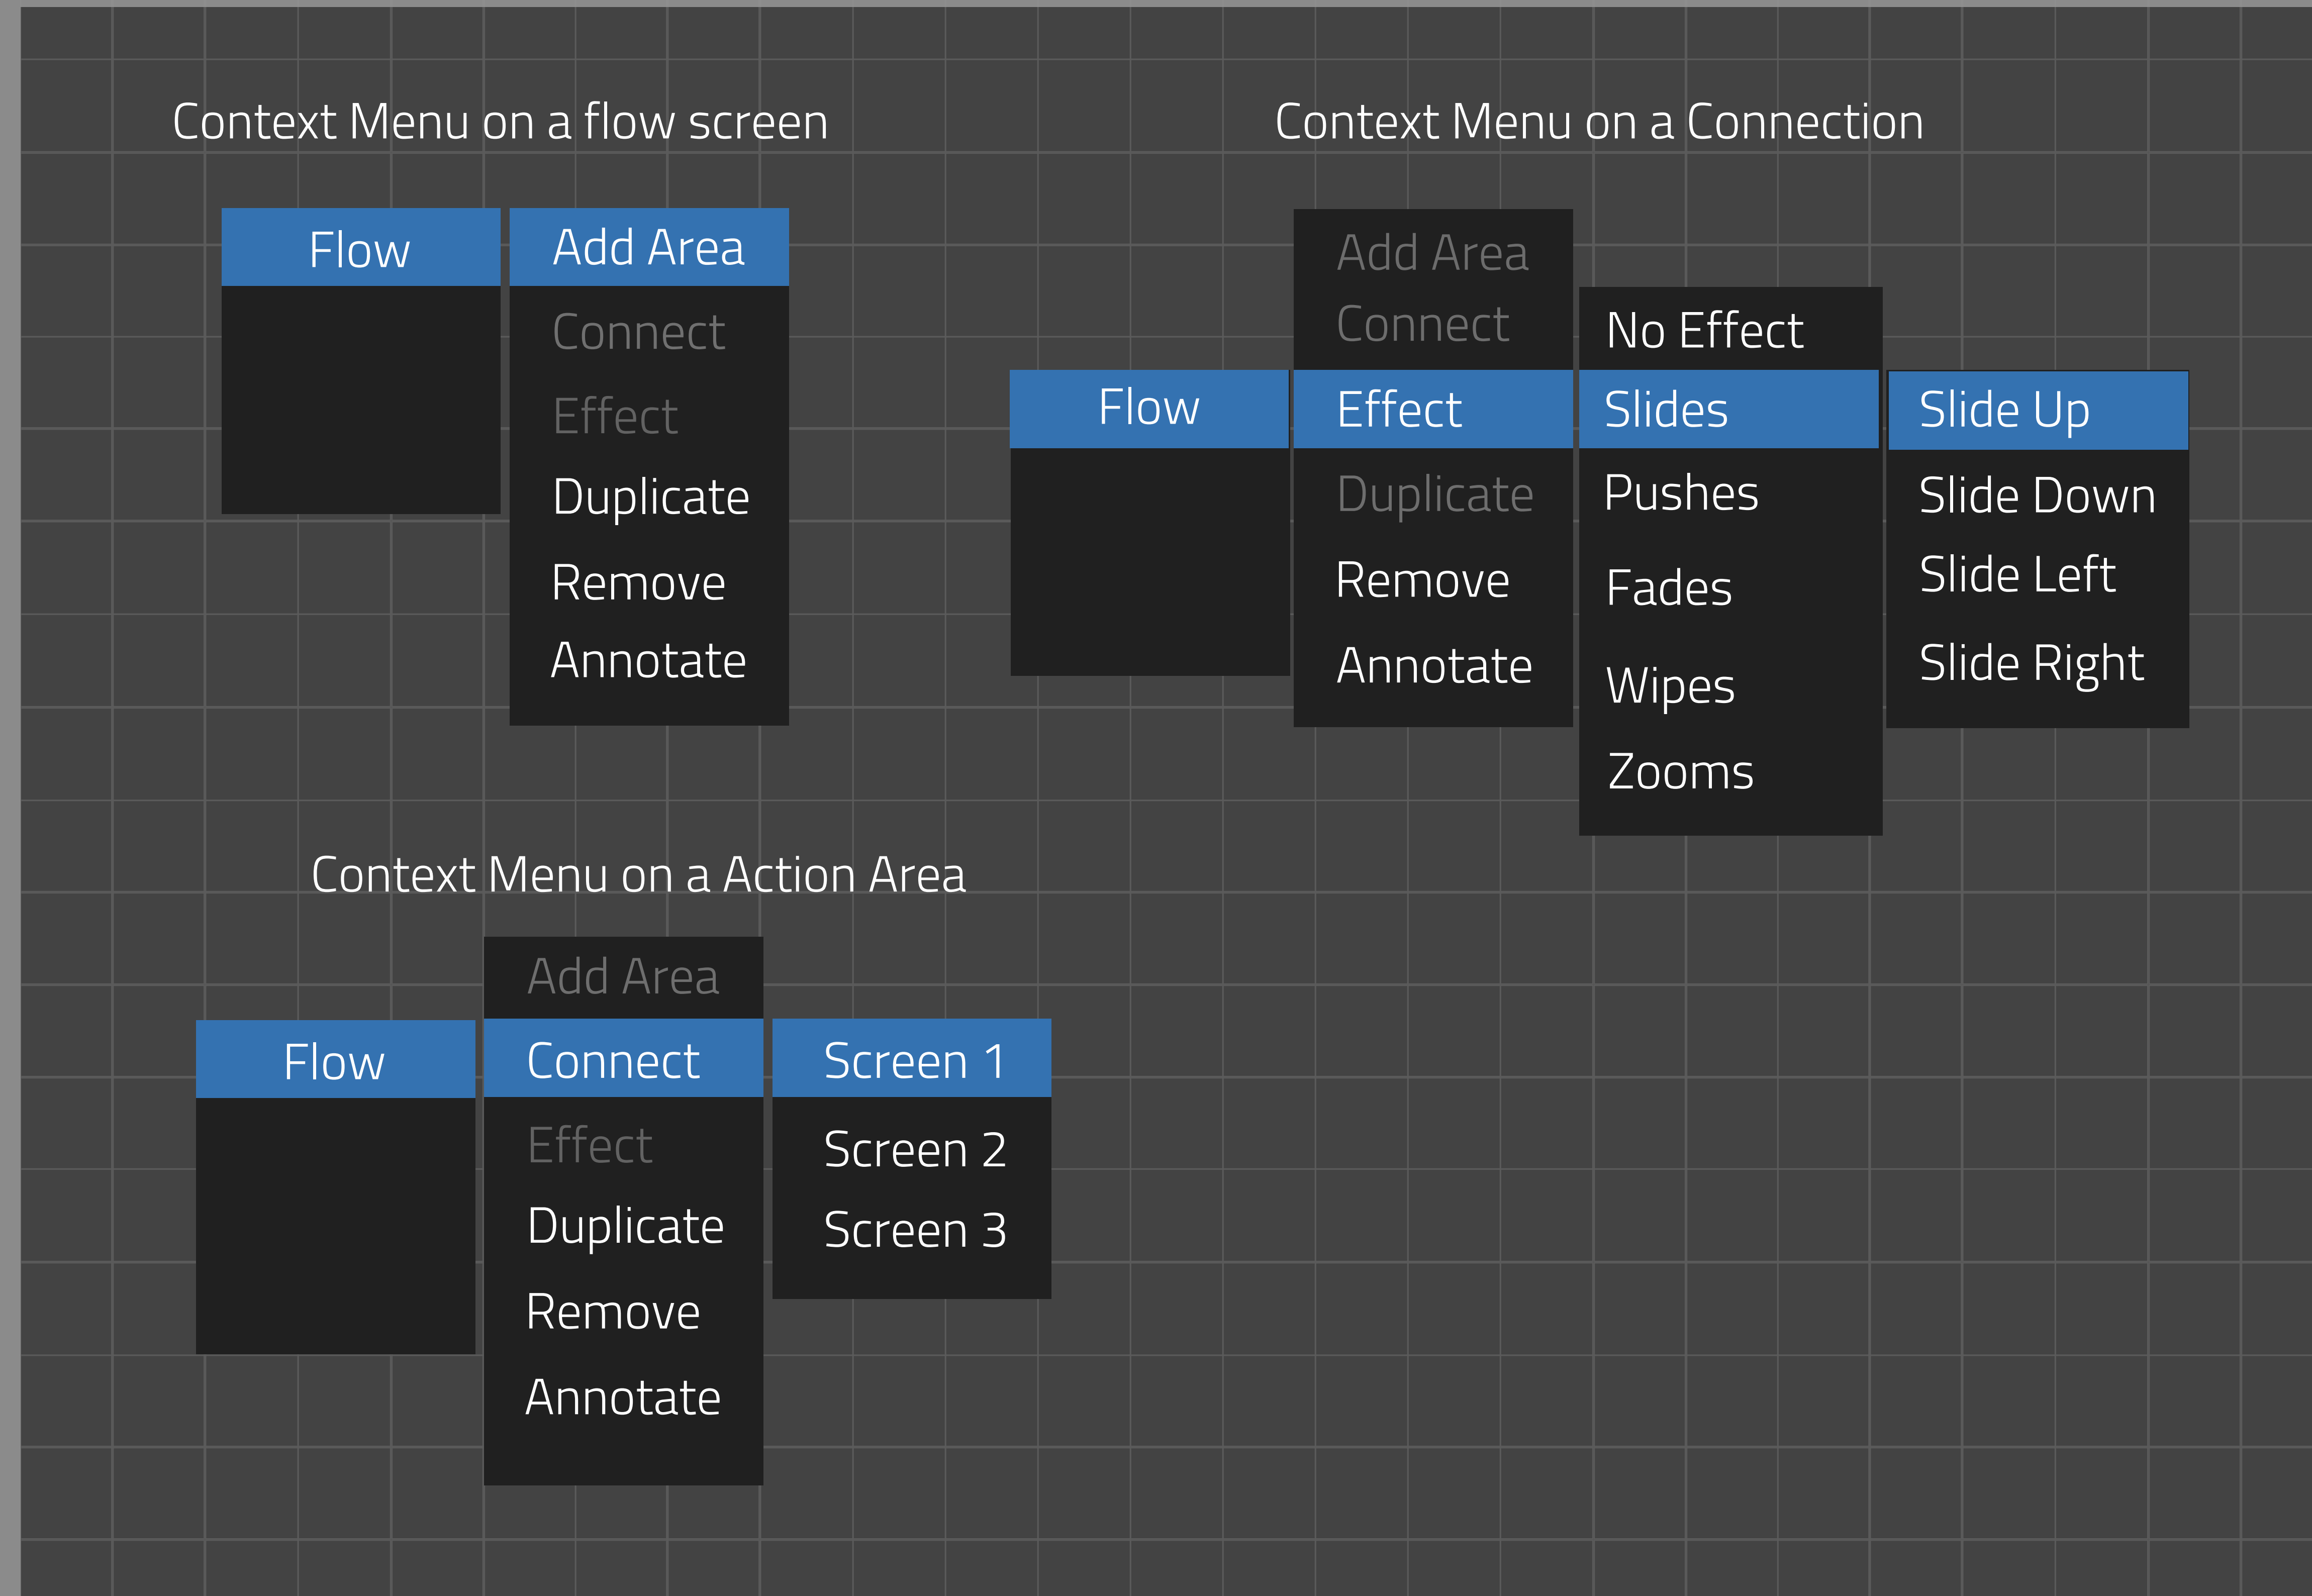 Context Menu on a flow screen
Flow
Add Area
Connect
Effect
Duplicate
Remove
Annotate
Context Menu on a Connection
Flow
Add Area
Connect
Effect
Duplicate
Remove
Annotate
No Effect
Slides
Pushes
Fades
Wipes
Zooms
Slide Up
Slide Down
Slide Left
Slide Right
Context Menu on a Action Area
Flow
Add Area
Connect
Effect
Duplicate
Remove
Annotate
Screen 1
Screen 2
Screen 3